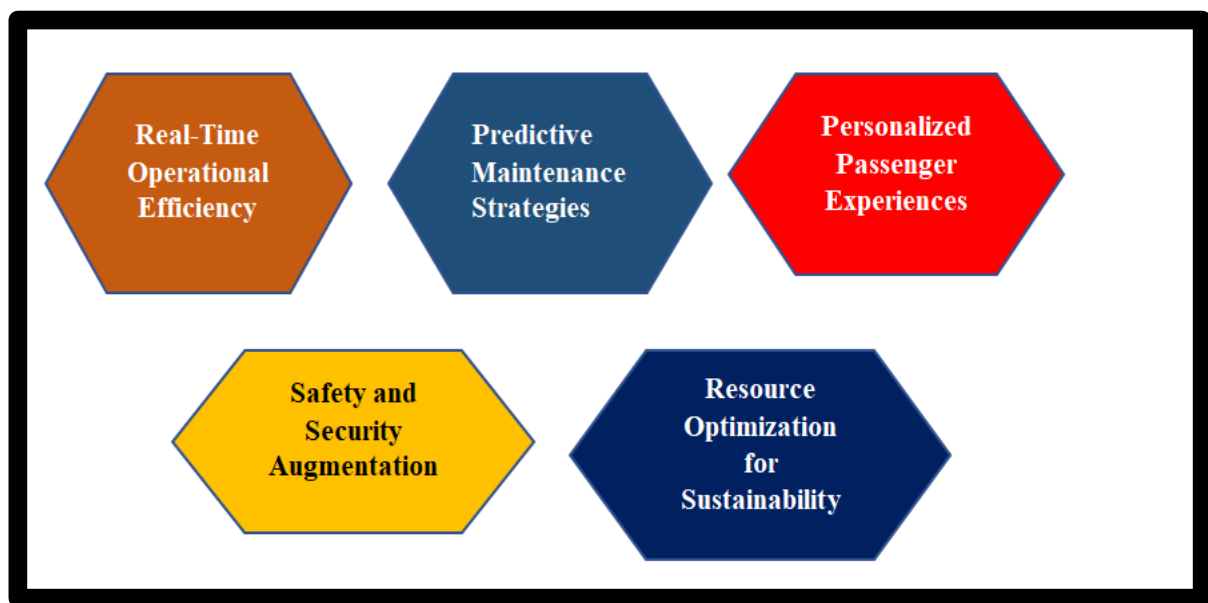 Real-Time
Operational
Efficiency
Predictive
Maintenance
Strategies
Personalized
Passenger
Experiences
Safety and
Security
Augmentation
Resource
Optimization
for
Sustainability